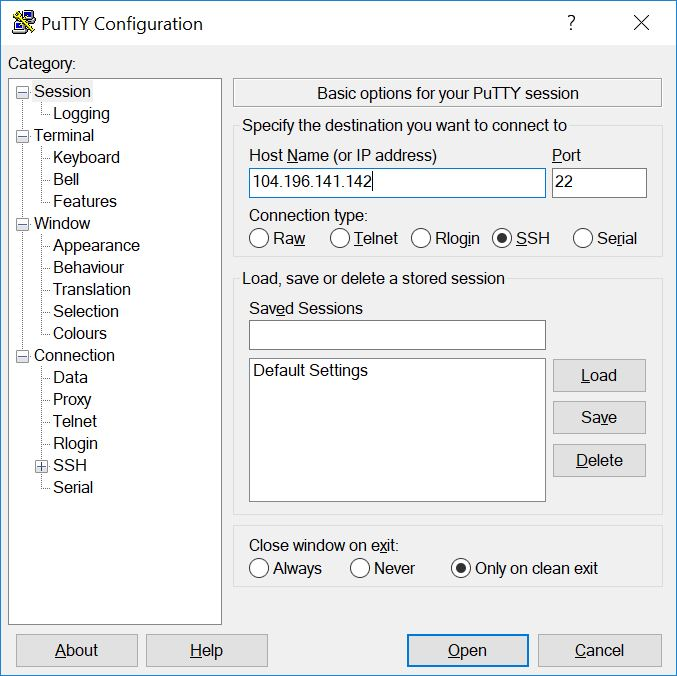 PuTTY Configuration
?
Category:
Session
Logging
Terminal
Keyboard
Bell
Features
Window
Appearance
Behaviour
Translation
Selection
Colours
Connection
Data
Proxy
Telnet
Rlogin
SSH
Serial
Basic options for your PuTTY session
Specify the destination you want to connect to
Host Name (or IP address) Port
104.196.141.142 22
Connection type:
Raw Telnet Rlogin SSH Serial
Load, save or delete a stored session
Saved Sessions
Default Settings
Load
Save
Delete
Close window on exit:
Always Never Only on clean exit
About Help Open Cancel